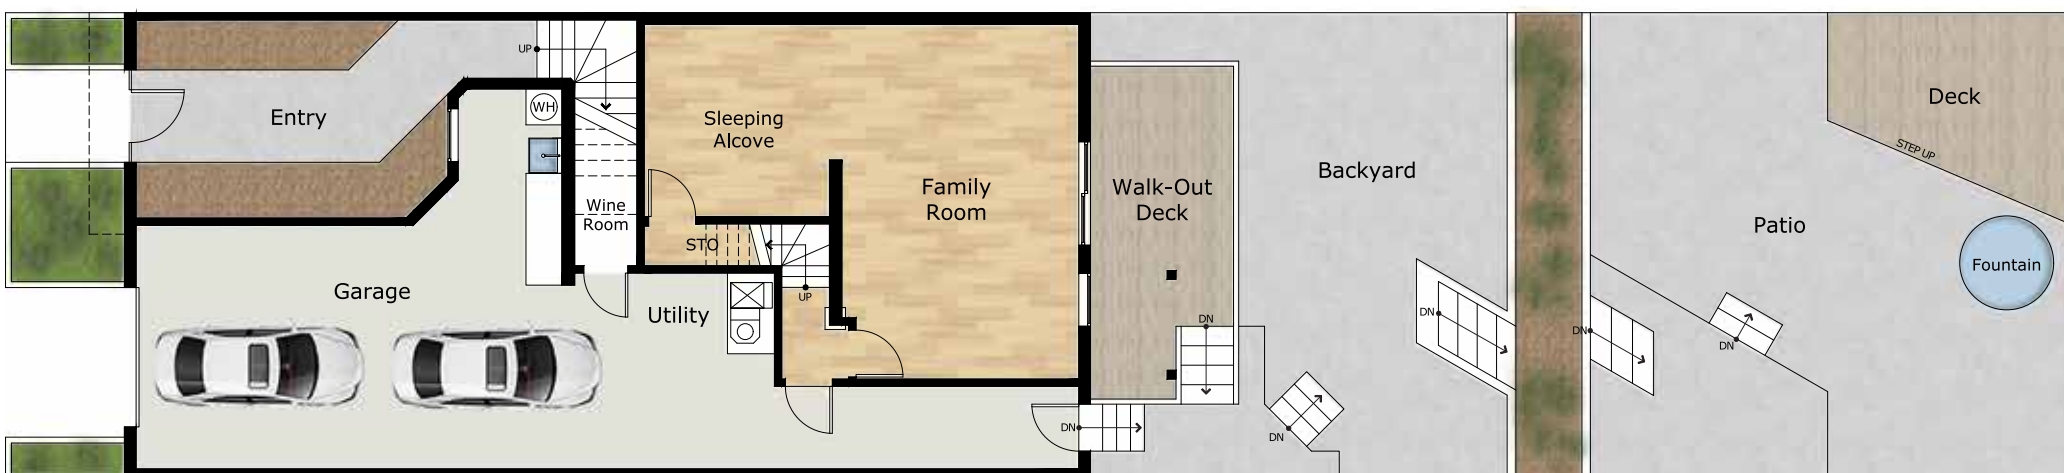 UP
Entry
WH
Sleeping
Alcove
Wine
Room
STO
UP
Family
Room
Garage
Utility
Walk-Out
Deck
DN
DN
Backyard
DN
DN
DN
DN
Patio
Deck
STEP UP
Fountain